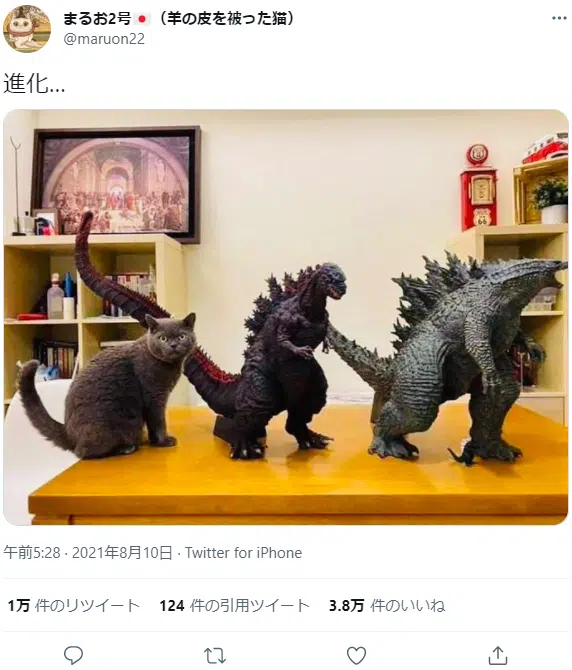 まるお2号🇯🇵（羊の皮を被った猫）
@maruon22
進化...
66
午前5:28 · 2021年8月10日 · Twitter for iPhone
1万 件のリツイート 124 件の引用ツイート 3.8万 件のいいね